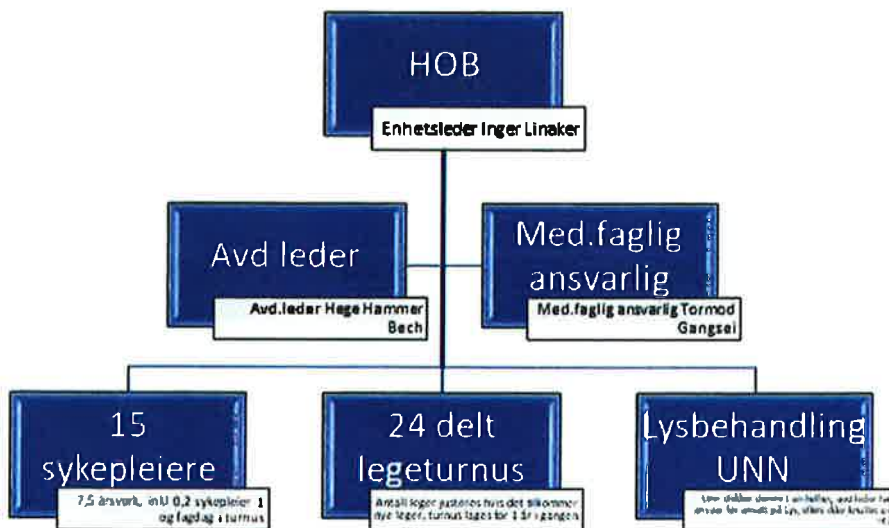 HOB
Enhetsleder Inger Linaker
Avd leder
Avd.leder Hege Hammer
Bech
Med.faglig
ansvarlig
Med.faglig ansvarlig Tormod
Gangsei
15
sykepleiere
7,5 årsverk, inkl 0,2 sykepleier 1
og fagdag i turnus
24 delt
legeturnus
Antall leger justeres hvis det tilkommer
nye leger, turnus lages for 1 år i gangen
Lysbehandling
UNN